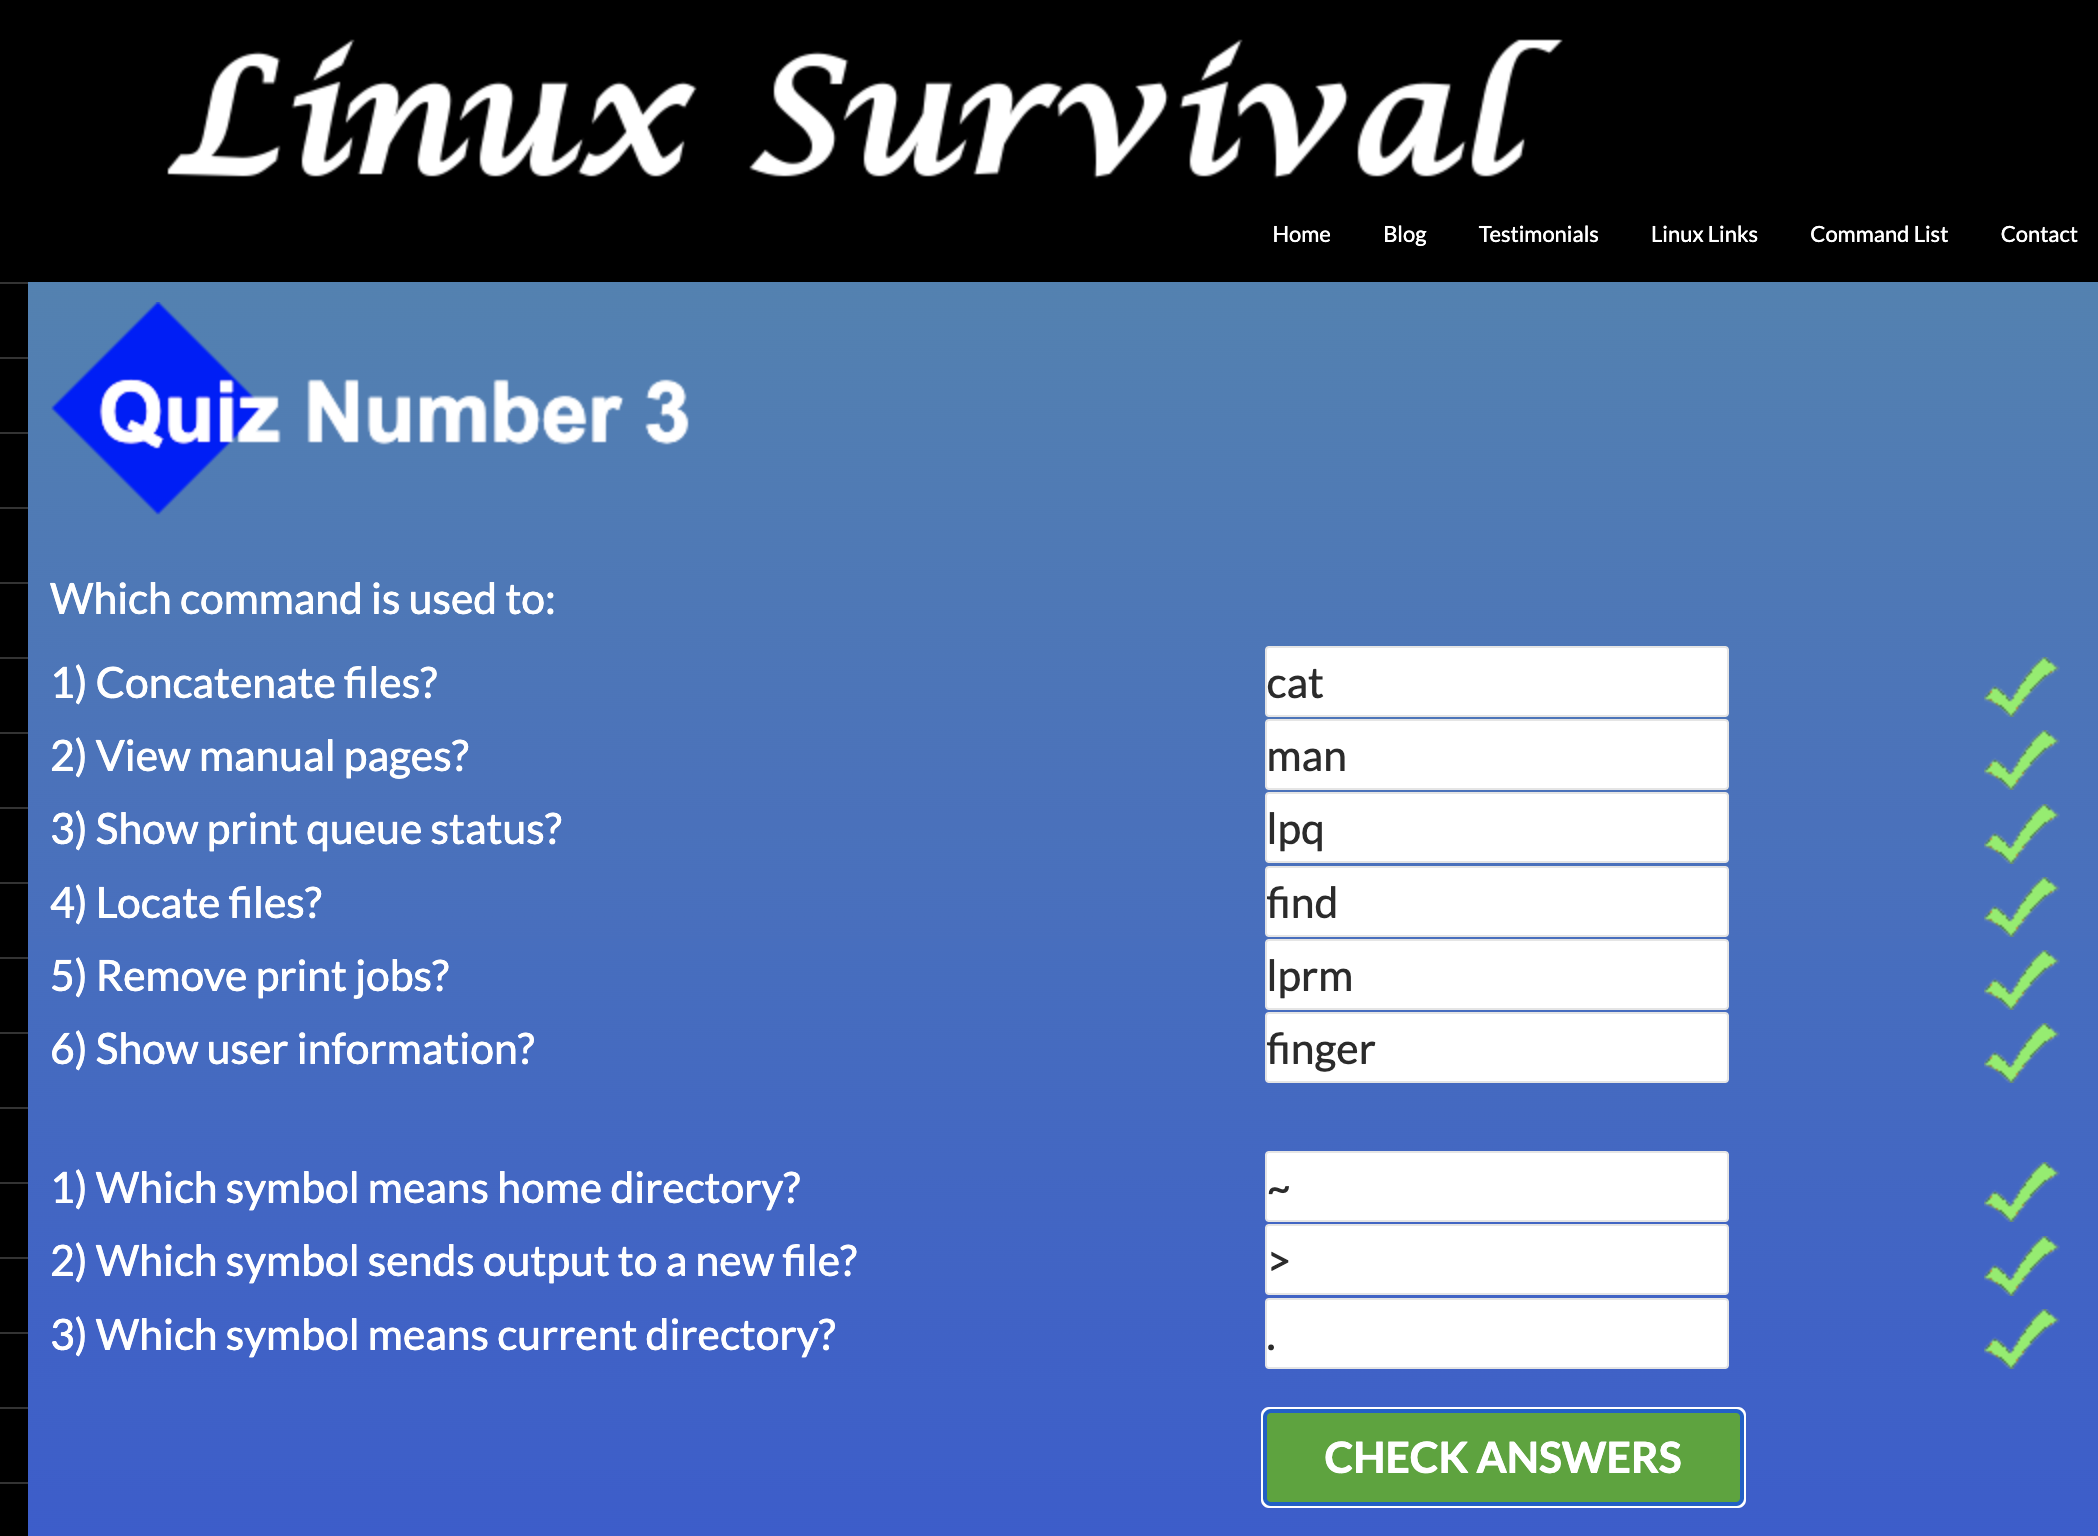 Linux Survival
Home Blog Testimonials Linux Links Command List Contact
Quiz Number 3
Which command is used to:
1) Concatenate files? cat
2) View manual pages? man
3) Show print queue status? lpq
4) Locate files? find
5) Remove print jobs? lprm
6) Show user information? finger
1) Which symbol means home directory? ~
2) Which symbol sends output to a new file? >
3) Which symbol means current directory? .
CHECK ANSWERS